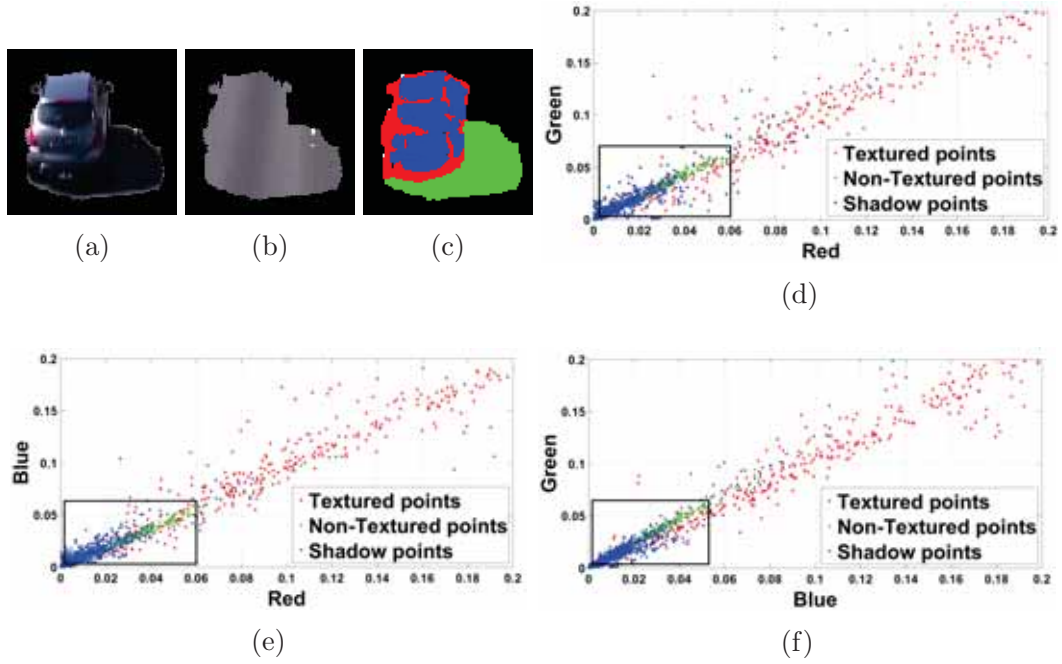 (a)
(b)
(c)
0.2
0.15
0.1
0.05
0
Green
Textured points
Non-Textured points
Shadow points
0 0.02 0.04 0.06 0.08 0.1 0.12 0.14 0.16 0.18 0.2
Red
(d)
0.2
0.15
0.1
0.05
0
Blue
Textured points
Non-Textured points
Shadow points
0 0.02 0.04 0.06 0.08 0.1 0.12 0.14 0.16 0.18 0.2
Red
(e)
0.2
0.15
0.1
0.05
0
Green
Textured points
Non-Textured points
Shadow points
0 0.02 0.04 0.06 0.08 0.1 0.12 0.14 0.16 0.18 0.2
Blue
(f)